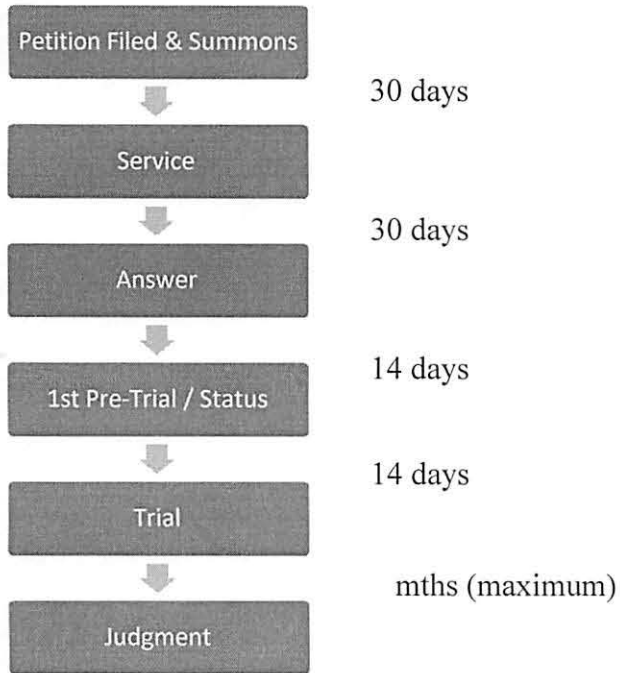 Petition Filed & Summons
30 days
Service
30 days
Answer
14 days
1st Pre-Trial / Status
14 days
Trial
mths (maximum)
Judgment